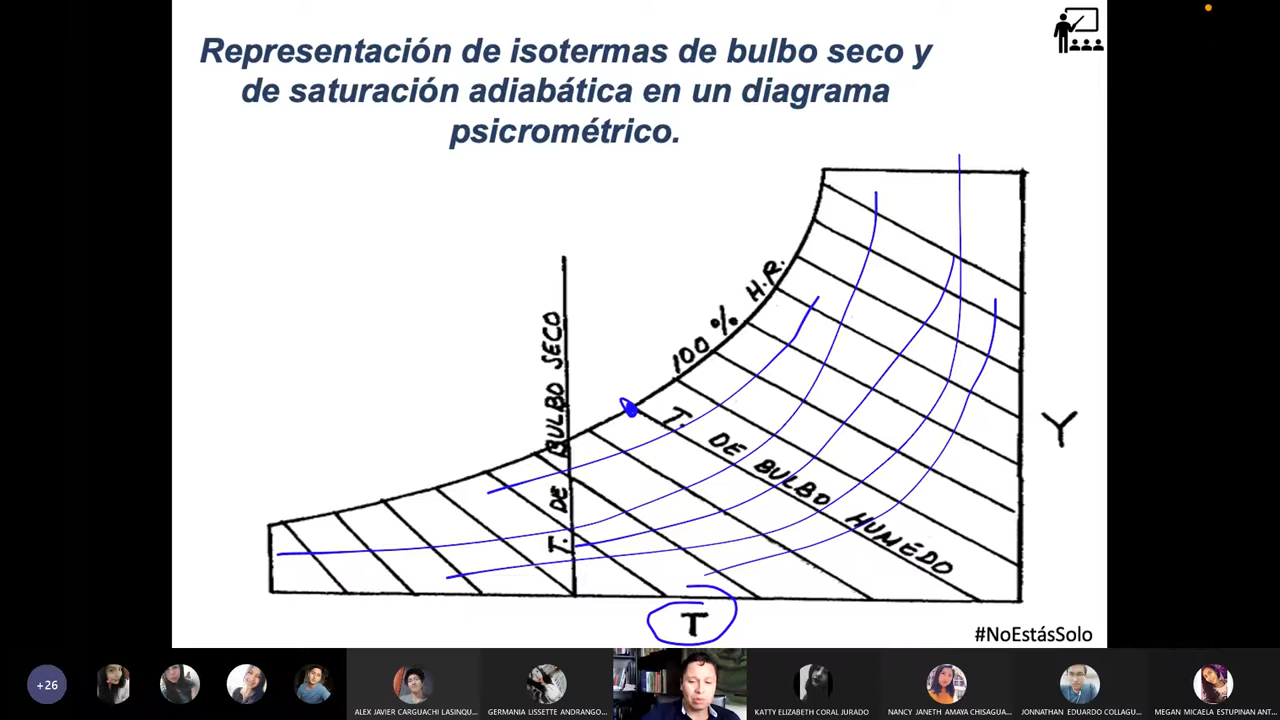 Representación de isotermas de bulbo seco y
de saturación adiabática en un diagrama
psicrométrico.
100 % H.R.
T. DE BULBO SECO
T. DE BULBO HUMÉDO
Y
T
#NoEstásSolo
+26
ALEX JAVIER CARGUACHI LASINQU...
GERMANIA LISSETTE ANDRANGO...
KATTY ELIZABETH CORAL JURADO
NANCY JANETH AMAYA CHISAGUA...
JONNATHAN EDUARDO COLLAGU...
MEGAN MICAELA ESTUPINAN ANT...